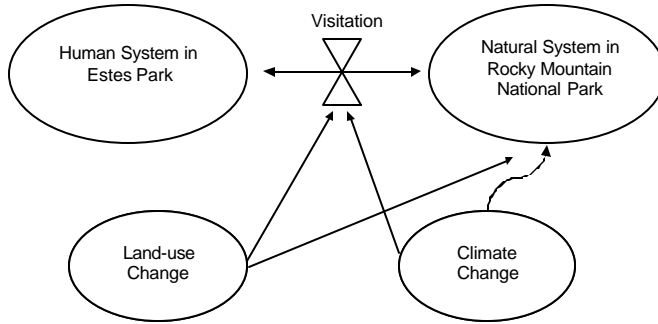 Visitation
Human System in
Estes Park
Natural System in
Rocky Mountain
National Park
Land-use
Change
Climate
Change